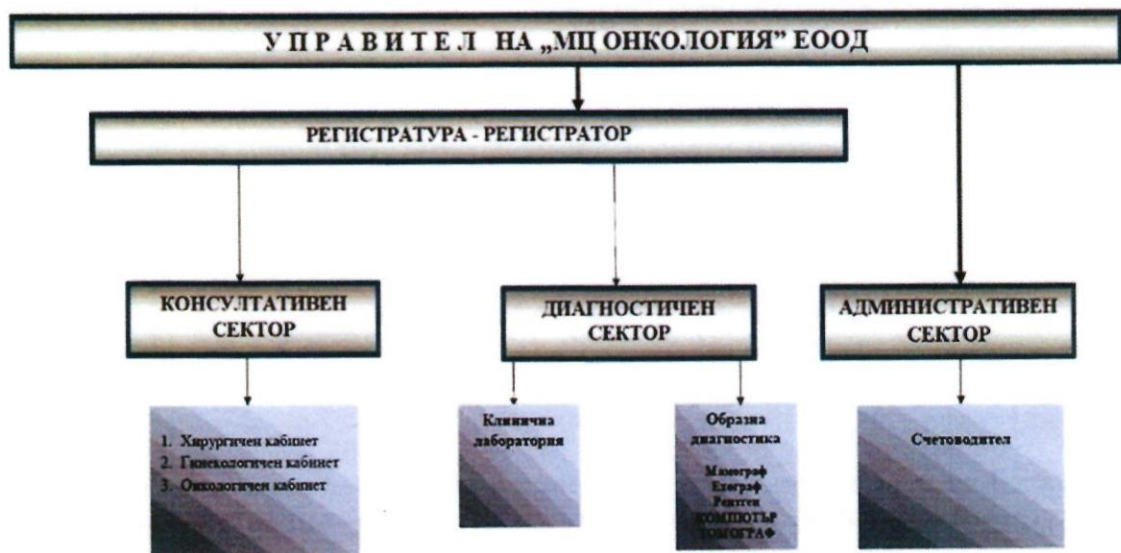 У П Р А В И Т Е Л НА „МЦ ОНКОЛОГИЯ” ЕООД
РЕГИСТРАТУРА - РЕГИСТРАТОР
КОНСУЛТАТИВЕН
СЕКТОР
ДИАГНОСТИЧЕН
СЕКТОР
АДМИНИСТРАТИВЕН
СЕКТОР
1. Хирургичен кабинет
2. Гинекологичен кабинет
3. Онкологичен кабинет
Клинична
лаборатория
Образна
диагностика
Мамограф
Ехограф
Рентген
КОМПЮТЪР
ТОМОГРАФ
Счетоводител